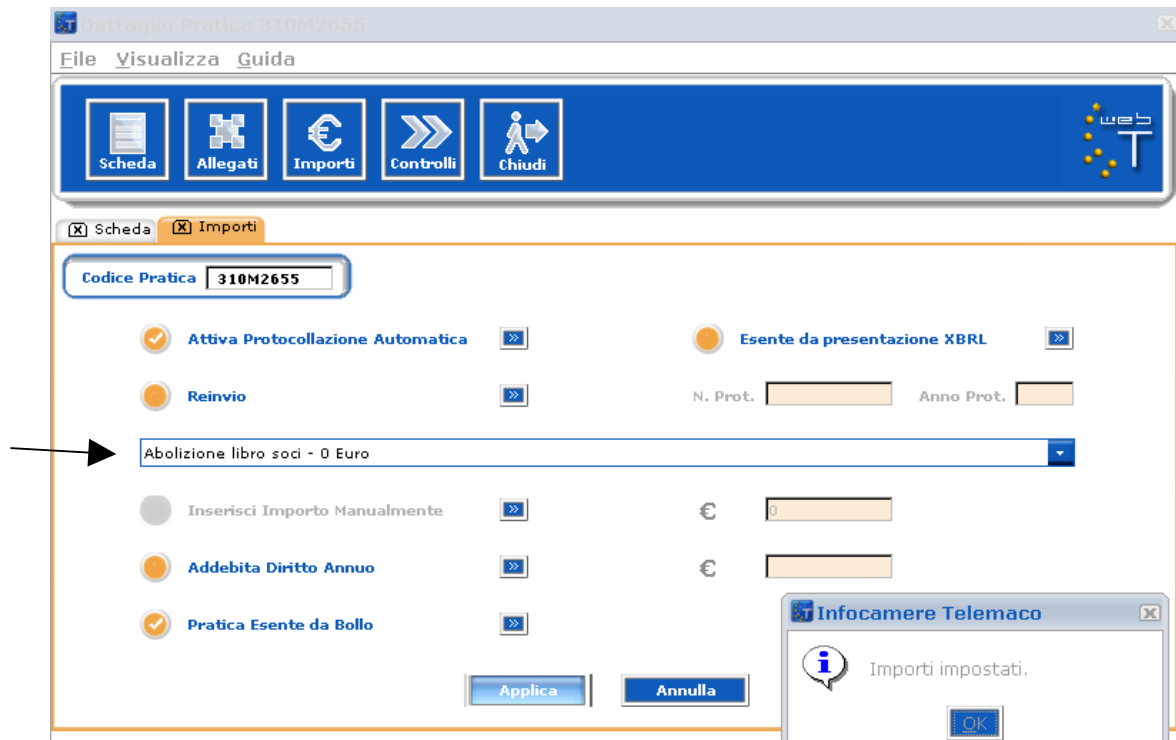 Dettaglio Pratica 310M2655
File Visualizza Guida
Scheda Allegati Importi Controlli Chiudi
web T
Scheda Importi
Codice Pratica 310M2655
Attiva Protocollazione Automatica Esente da presentazione XBRL
Reinvio N. Prot. Anno Prot.
Abolizione libro soci - 0 Euro
Inserisci Importo Manualmente € 0
Addebita Diritto Annuo €
Pratica Esente da Bollo
Applica Annulla
Infocamere Telemaco
Importi impostati.
OK